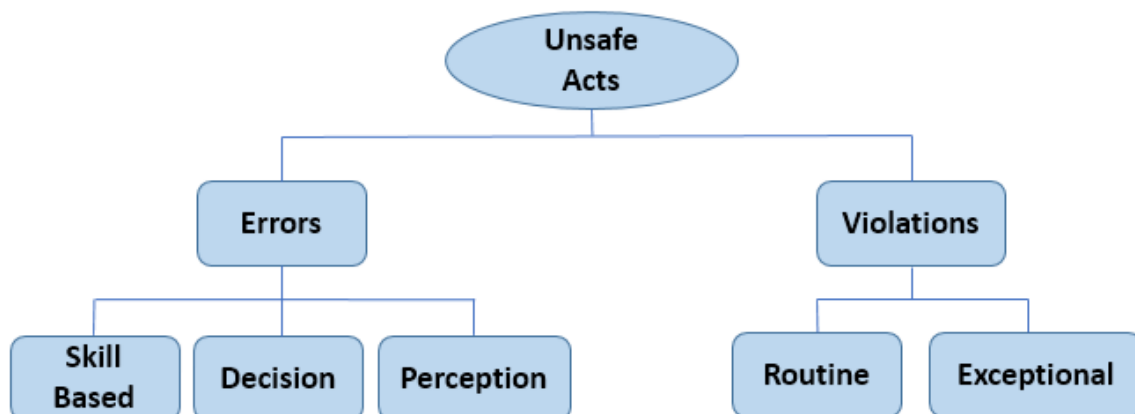 Unsafe
Acts
Errors
Violations
Skill
Based
Decision
Perception
Routine
Exceptional